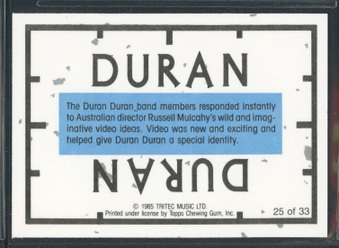 DURAN
The Duran Duran band members responded instantly
to Australian director Russell Mulcahy's wild and imag-
inative video ideas. Video was new and exciting and
helped give Duran Duran a special identity.
DURAN
© 1985 TRITEC MUSIC LTD.
Printed under license by Topps Chewing Gum, Inc.
25 of 33